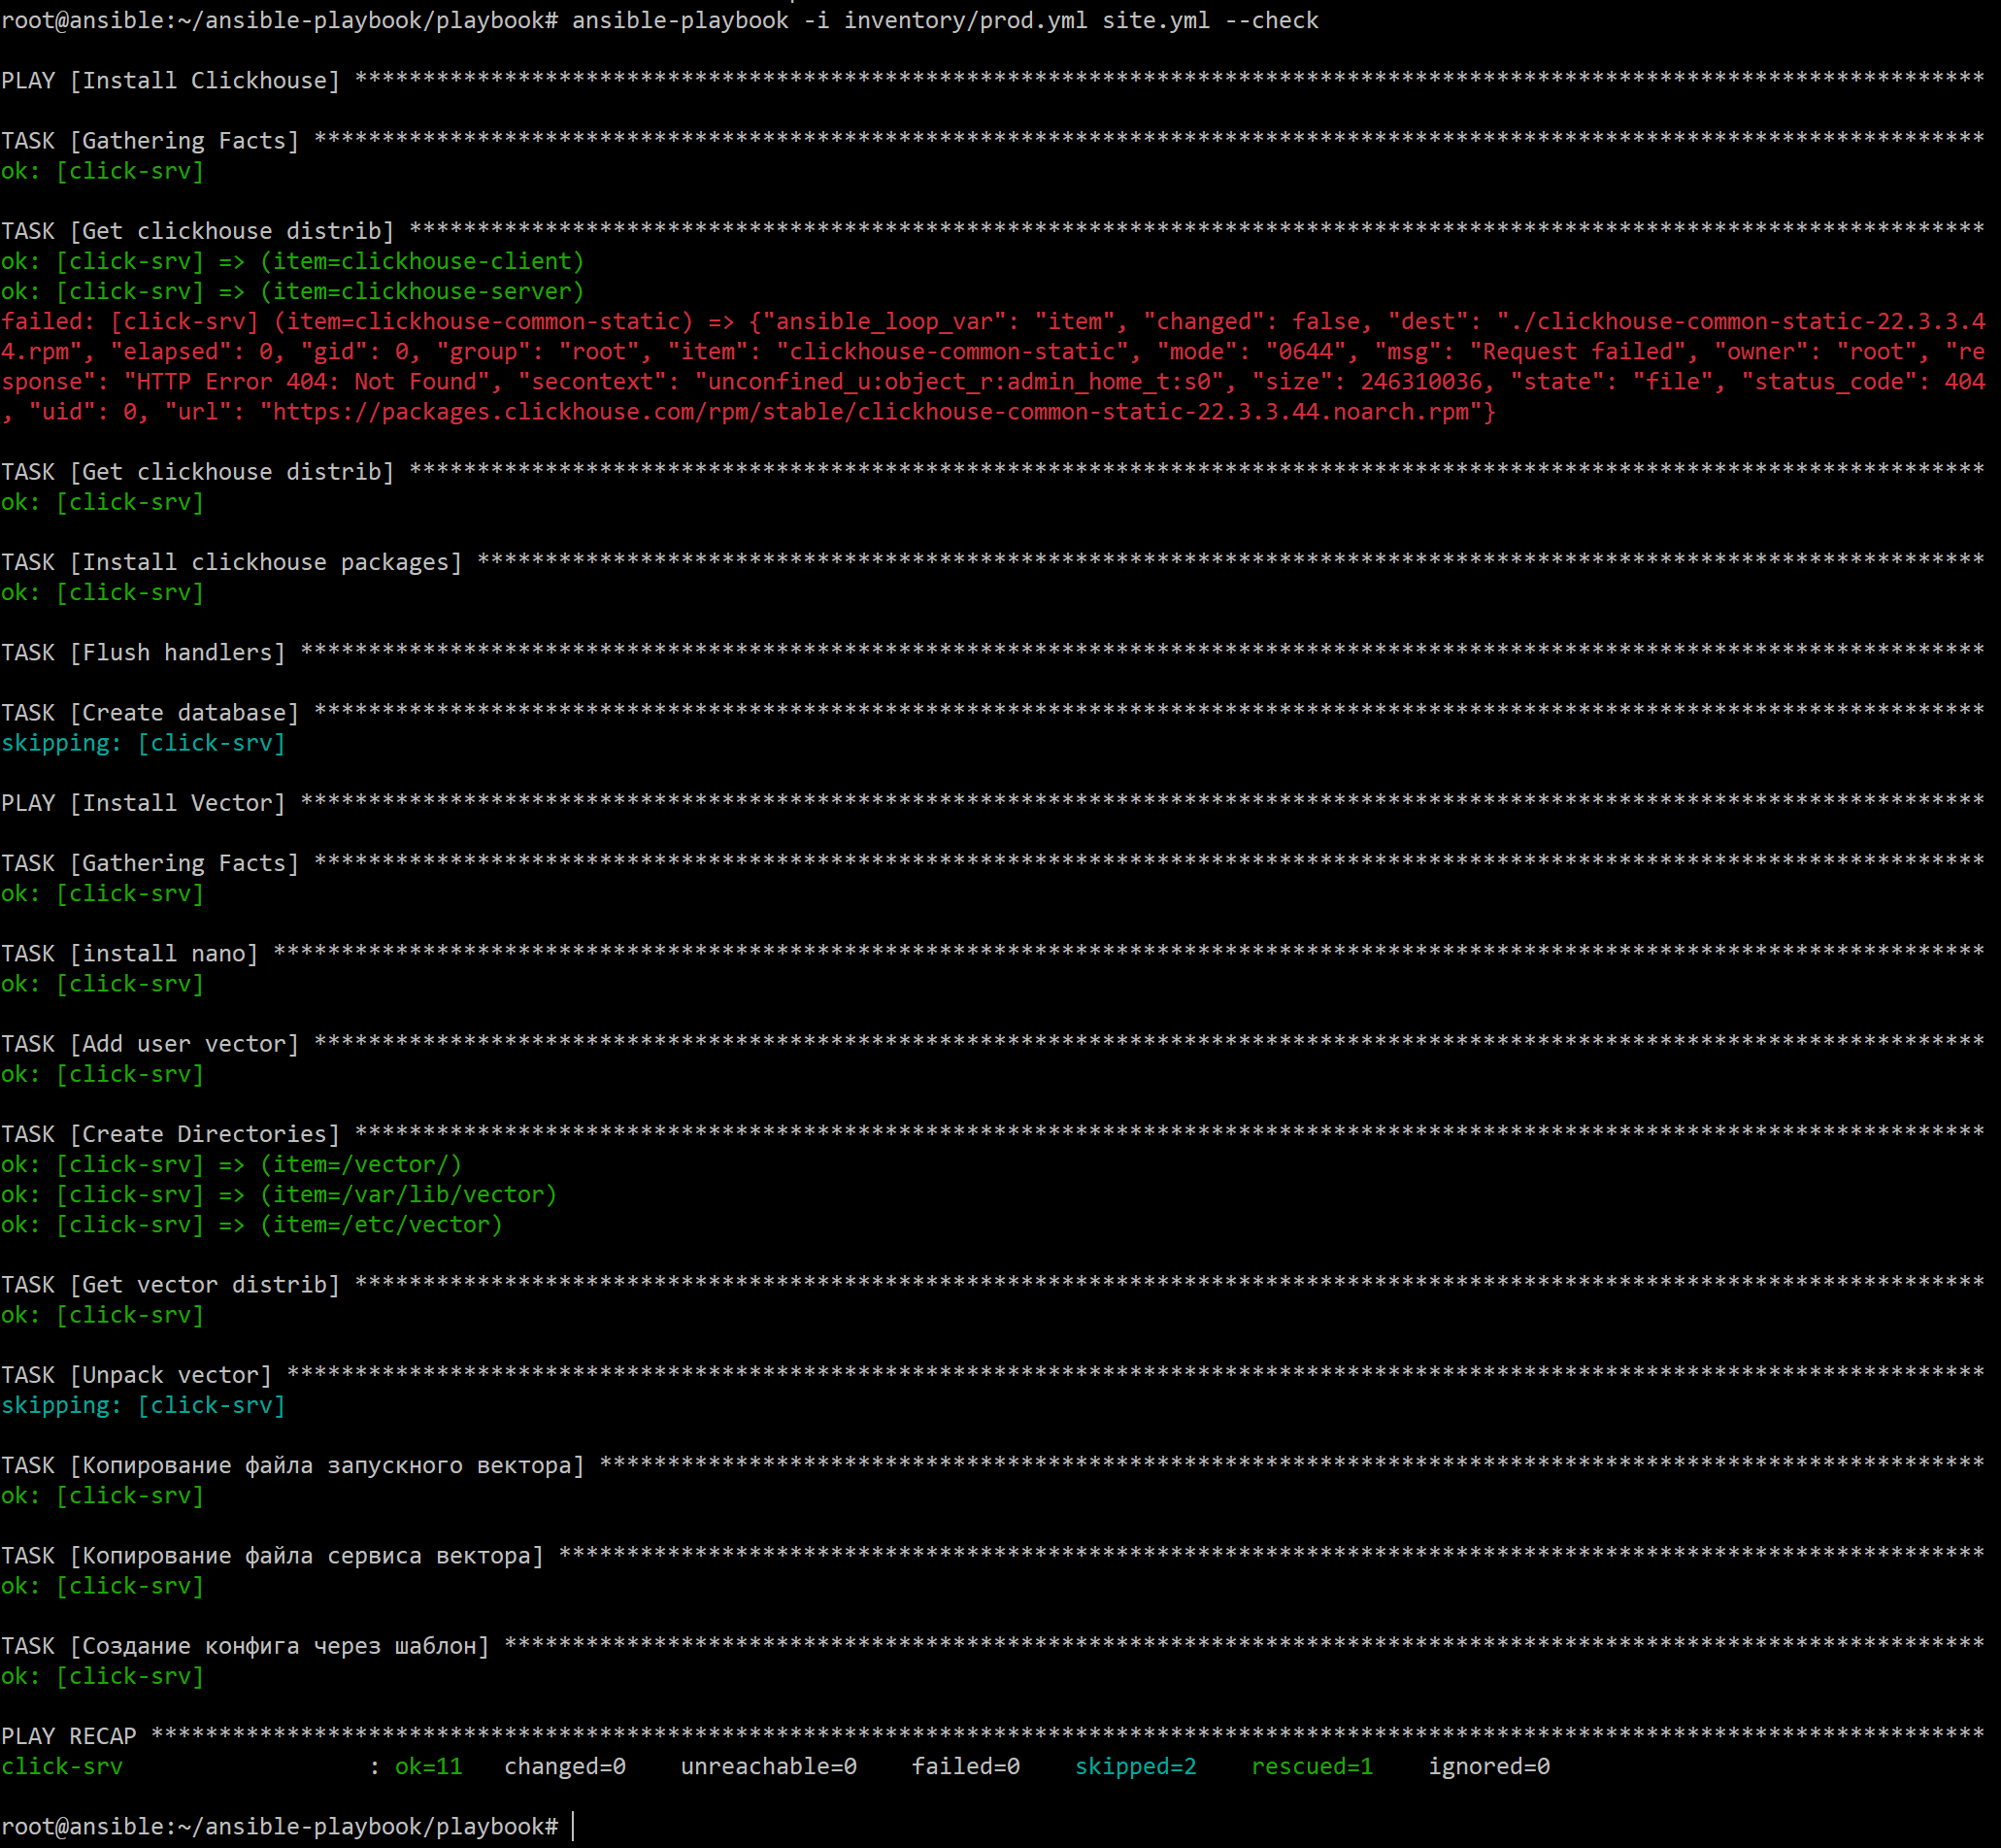 root@ansible:~/ansible-playbook/playbook# ansible-playbook -i inventory/prod.yml site.yml --check
PLAY [Install Clickhouse] ************************************************************************************************************************
TASK [Gathering Facts] ***************************************************************************************************************************
ok: [click-srv]
TASK [Get clickhouse distrib] ********************************************************************************************************************
ok: [click-srv] => (item=clickhouse-client)
ok: [click-srv] => (item=clickhouse-server)
failed: [click-srv] (item=clickhouse-common-static) => {"ansible_loop_var": "item", "changed": false, "dest": "./clickhouse-common-static-22.3.3.4
4.rpm", "elapsed": 0, "gid": 0, "group": "root", "item": "clickhouse-common-static", "mode": "0644", "msg": "Request failed", "owner": "root", "re
sponse": "HTTP Error 404: Not Found", "secontext": "unconfined_u:object_r:admin_home_t:s0", "size": 246310036, "state": "file", "status_code": 404
, "uid": 0, "url": "https://packages.clickhouse.com/rpm/stable/clickhouse-common-static-22.3.3.44.noarch.rpm"}
TASK [Get clickhouse distrib] ********************************************************************************************************************
ok: [click-srv]
TASK [Install clickhouse packages] ***************************************************************************************************************
ok: [click-srv]
TASK [Flush handlers] ****************************************************************************************************************************
TASK [Create database] ***************************************************************************************************************************
skipping: [click-srv]
PLAY [Install Vector] ****************************************************************************************************************************
TASK [Gathering Facts] ***************************************************************************************************************************
ok: [click-srv]
TASK [install nano] ******************************************************************************************************************************
ok: [click-srv]
TASK [Add user vector] ***************************************************************************************************************************
ok: [click-srv]
TASK [Create Directories] ************************************************************************************************************************
ok: [click-srv] => (item=/vector/)
ok: [click-srv] => (item=/var/lib/vector)
ok: [click-srv] => (item=/etc/vector)
TASK [Get vector distrib] ************************************************************************************************************************
ok: [click-srv]
TASK [Unpack vector] *****************************************************************************************************************************
skipping: [click-srv]
TASK [Копирование файла запускного вектора] ******************************************************************************************************
ok: [click-srv]
TASK [Копирование файла сервиса вектора] *********************************************************************************************************
ok: [click-srv]
TASK [Создание конфига через шаблон] *************************************************************************************************************
ok: [click-srv]
PLAY RECAP ***************************************************************************************************************************************
click-srv                  : ok=11   changed=0    unreachable=0    failed=0    skipped=2    rescued=1    ignored=0
root@ansible:~/ansible-playbook/playbook#